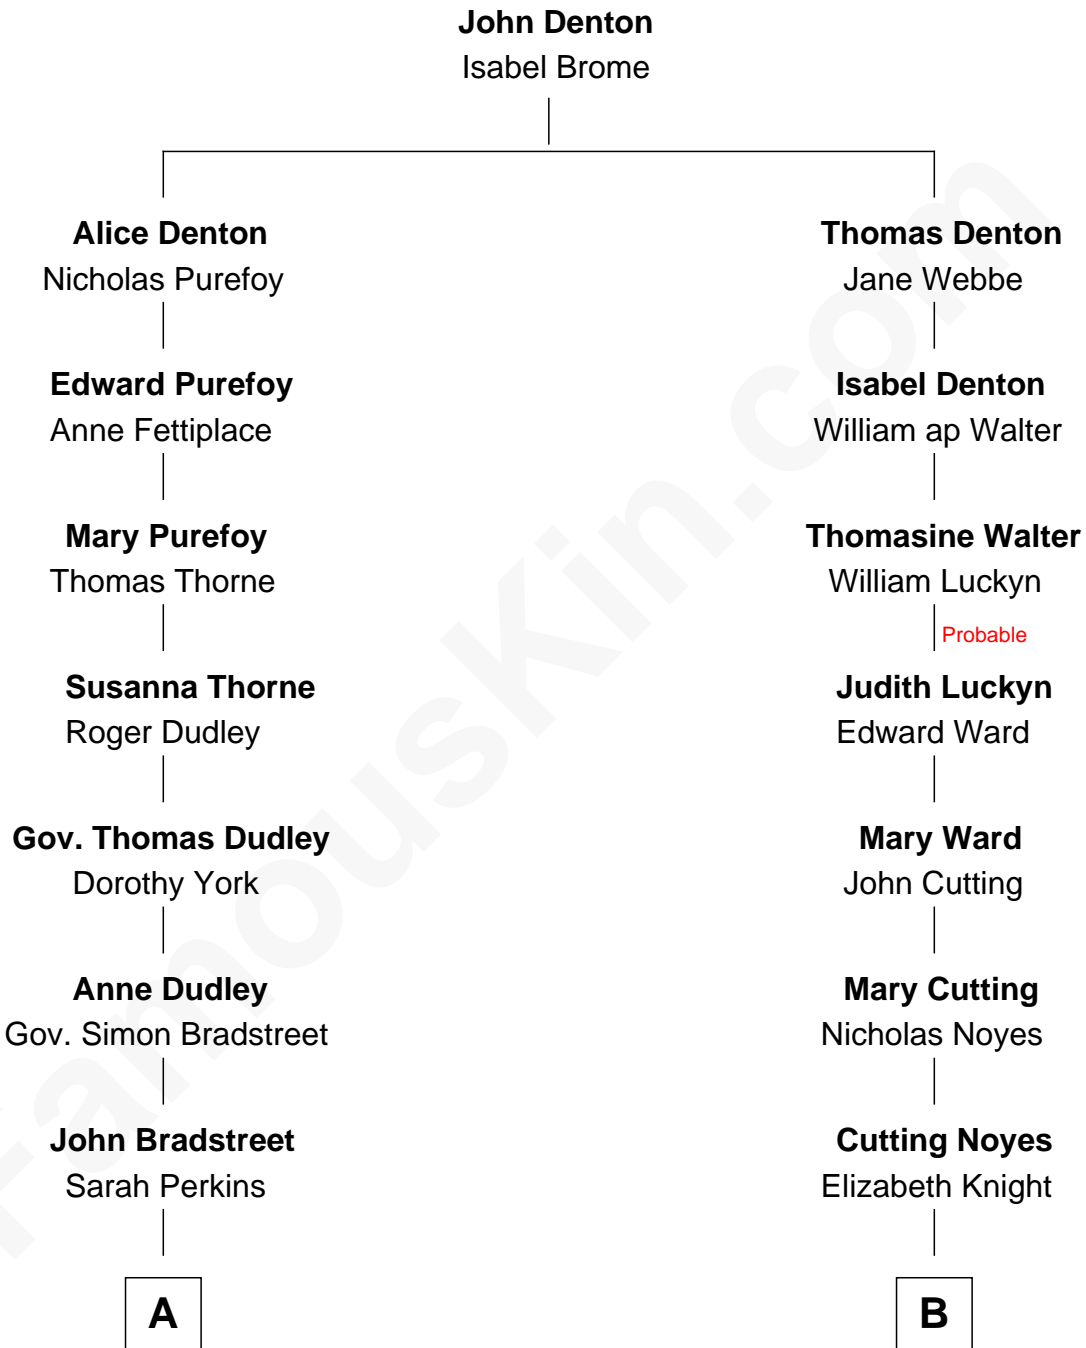 John Denton
Isabel Brome
Alice Denton
Nicholas Purefoy
Thomas Denton
Jane Webbe
Edward Purefoy
Anne Fettiplace
Isabel Denton
William ap Walter
Mary Purefoy
Thomas Thorne
Thomasine Walter
William Luckyn
Probable
Susanna Thorne
Roger Dudley
Judith Luckyn
Edward Ward
Gov. Thomas Dudley
Dorothy York
Mary Ward
John Cutting
Anne Dudley
Gov. Simon Bradstreet
Mary Cutting
Nicholas Noyes
John Bradstreet
Sarah Perkins
Cutting Noyes
Elizabeth Knight
A
B
FamousKin.com